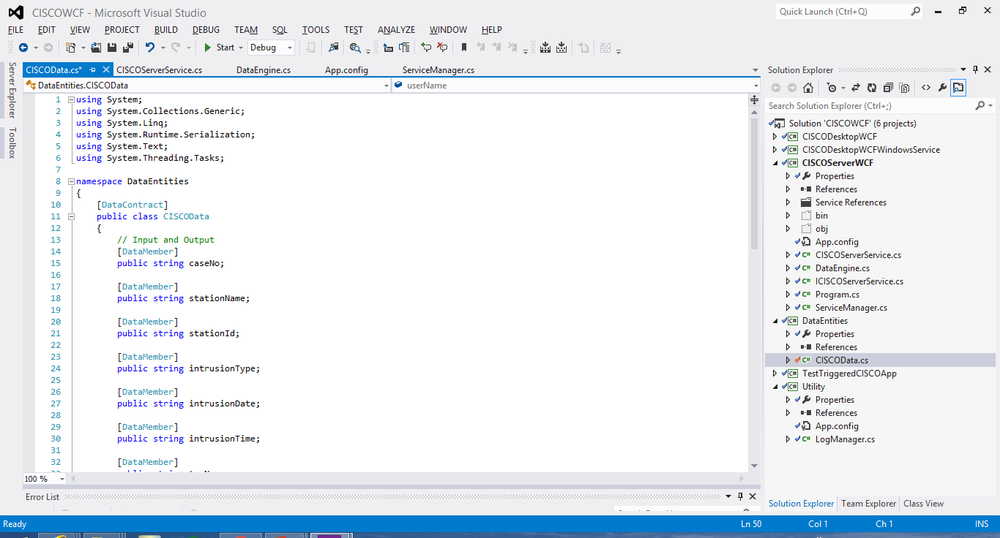 CISCOWCF - Microsoft Visual Studio
Quick Launch (Ctrl+Q)
FILE EDIT VIEW PROJECT BUILD DEBUG TEAM SQL TOOLS TEST ANALYZE WINDOW HELP
Start Debug
Server Explorer
Toolbox
CISCOData.cs* CISCOServerService.cs DataEngine.cs App.config ServiceManager.cs
DataEntities.CISCOData userName
1 using System;
2 using System.Collections.Generic;
3 using System.Linq;
4 using System.Runtime.Serialization;
5 using System.Text;
6 using System.Threading.Tasks;
7
8 namespace DataEntities
9 {
10 [DataContract]
11 public class CISCOData
12 {
13 // Input and Output
14 [DataMember]
15 public string caseNo;
16
17 [DataMember]
18 public string stationName;
19
20 [DataMember]
21 public string stationId;
22
23 [DataMember]
24 public string intrusionType;
25
26 [DataMember]
27 public string intrusionDate;
28
29 [DataMember]
30 public string intrusionTime;
31
32 [DataMember]
100 %
Error List
Solution Explorer
Search Solution Explorer (Ctrl+;)
Solution 'CISCOWCF' (6 projects)
CISCODesktopWCF
CISCODesktopWCFWindowsService
CISCOServerWCF
Properties
References
Service References
bin
obj
App.config
CISCOServerService.cs
DataEngine.cs
ICISCOServerService.cs
Program.cs
ServiceManager.cs
DataEntities
Properties
References
CISCOData.cs
TestTriggeredCISCOApp
Utility
Properties
References
App.config
LogManager.cs
Solution Explorer Team Explorer Class View
Ready Ln 50 Col 1 Ch 1 INS